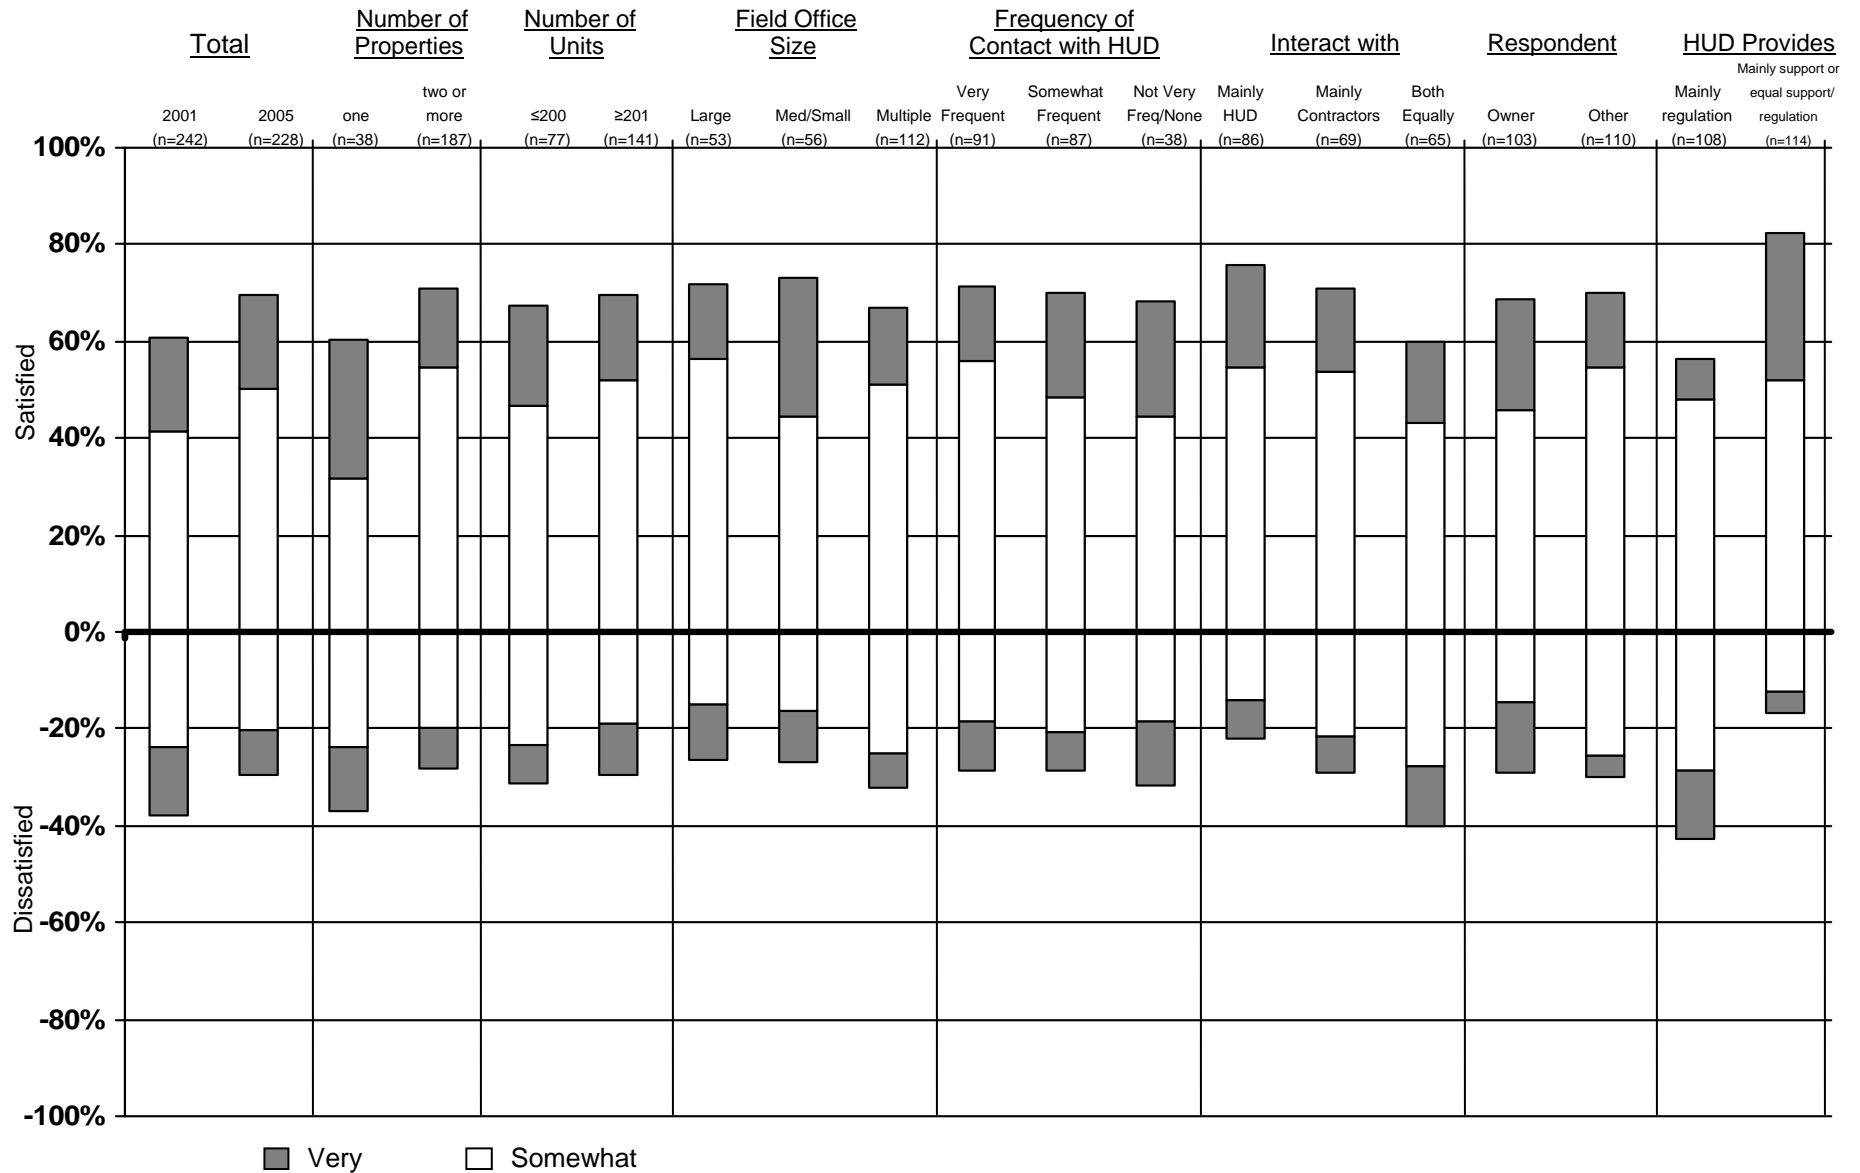 Total
Number of
Properties
Number of
Units
Field Office
Size
Frequency of
Contact with HUD
Interact with
Respondent
HUD Provides
2001
(n=242)
2005
(n=228)
one
(n=38)
two or
more
(n=187)
≤200
(n=77)
≥201
(n=141)
Large
(n=53)
Med/Small
(n=56)
Multiple
(n=112)
Very
Frequent
(n=91)
Somewhat
Frequent
(n=87)
Not Very
Freq/None
(n=38)
Mainly
HUD
(n=86)
Mainly
Contractors
(n=69)
Both
Equally
(n=65)
Owner
(n=103)
Other
(n=110)
Mainly
regulation
(n=108)
Mainly support or
equal support/
regulation
(n=114)
100%
80%
60%
40%
20%
0%
-20%
-40%
-60%
-80%
-100%
Satisfied
Dissatisfied
Very
Somewhat